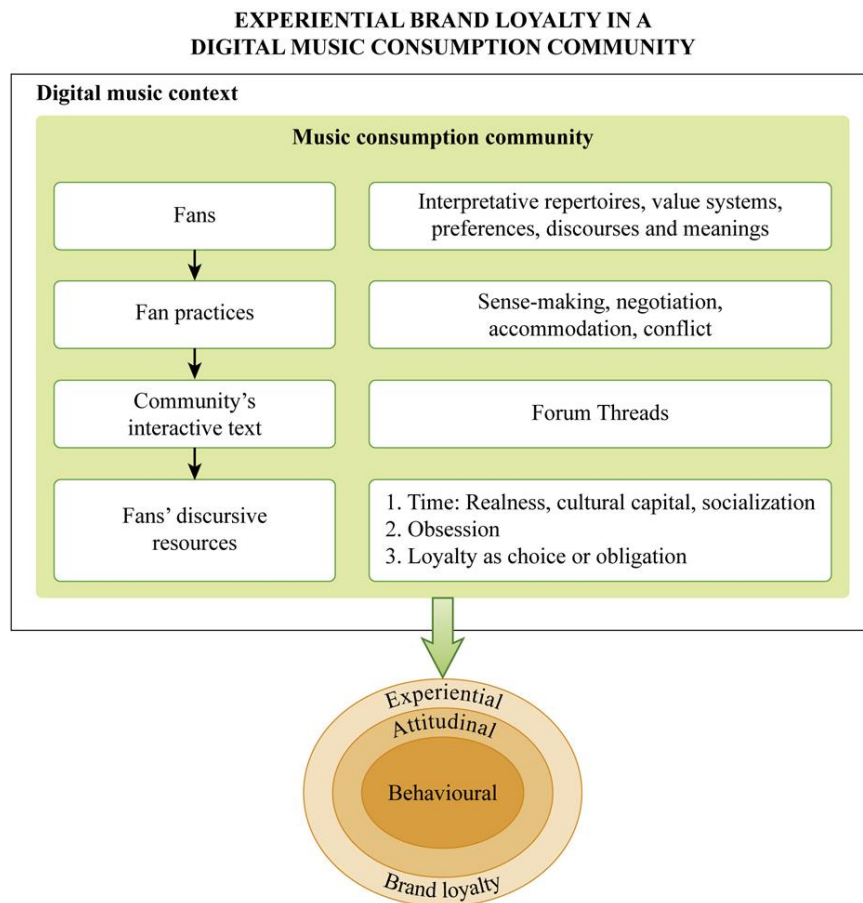 EXPERIENTIAL BRAND LOYALTY IN A
DIGITAL MUSIC CONSUMPTION COMMUNITY
Digital music context
Music consumption community
Fans
Interpretative repertoires, value systems,
preferences, discourses and meanings
Fan practices
Sense-making, negotiation,
accommodation, conflict
Community’s
interactive text
Forum Threads
Fans’ discursive
resources
1. Time: Realness, cultural capital, socialization
2. Obsession
3. Loyalty as choice or obligation
Experiential
Attitudinal
Behavioural
Brand loyalty